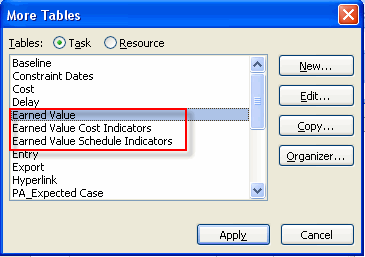 More Tables
Tables: Task Resource
Baseline
Constraint Dates
Cost
Delay
Earned Value
Earned Value Cost Indicators
Earned Value Schedule Indicators
Entry
Export
Hyperlink
PA_Expected Case
New...
Edit...
Copy...
Organizer...
Apply
Cancel